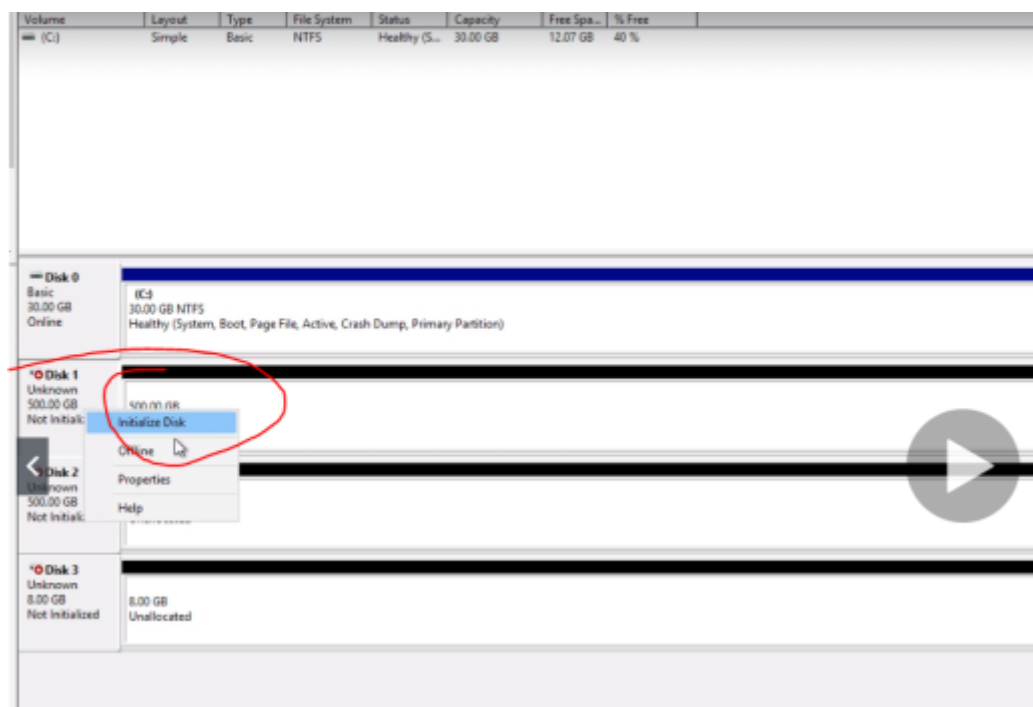 Volume Layout Type File System Status Capacity Free Spa... % Free
(C:) Simple Basic NTFS Healthy (S... 30.00 GB 12.07 GB 40 %
Disk 0
Basic
30.00 GB
Online
(C:)
30.00 GB NTFS
Healthy (System, Boot, Page File, Active, Crash Dump, Primary Partition)
Disk 1
Unknown
500.00 GB
Not Initializ
500.00 GB
Initialize Disk
Offline
Properties
Help
Disk 2
Unknown
500.00 GB
Not Initializ
Disk 3
Unknown
8.00 GB
Not Initialized
8.00 GB
Unallocated